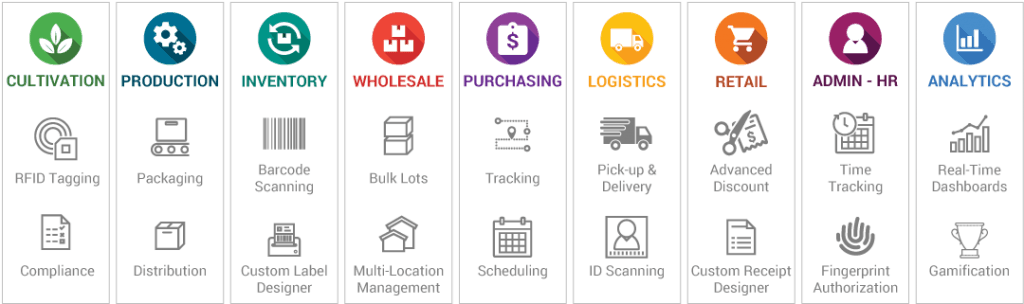 CULTIVATION
RFID Tagging
Compliance
PRODUCTION
Packaging
Distribution
INVENTORY
Barcode
Scanning
Custom Label
Designer
WHOLESALE
Bulk Lots
Multi-Location
Management
$
PURCHASING
Tracking
Scheduling
LOGISTICS
Pick-up &
Delivery
ID Scanning
RETAIL
$
Advanced
Discount
Custom Receipt
Designer
ADMIN - HR
Time
Tracking
Fingerprint
Authorization
ANALYTICS
Real-Time
Dashboards
Gamification